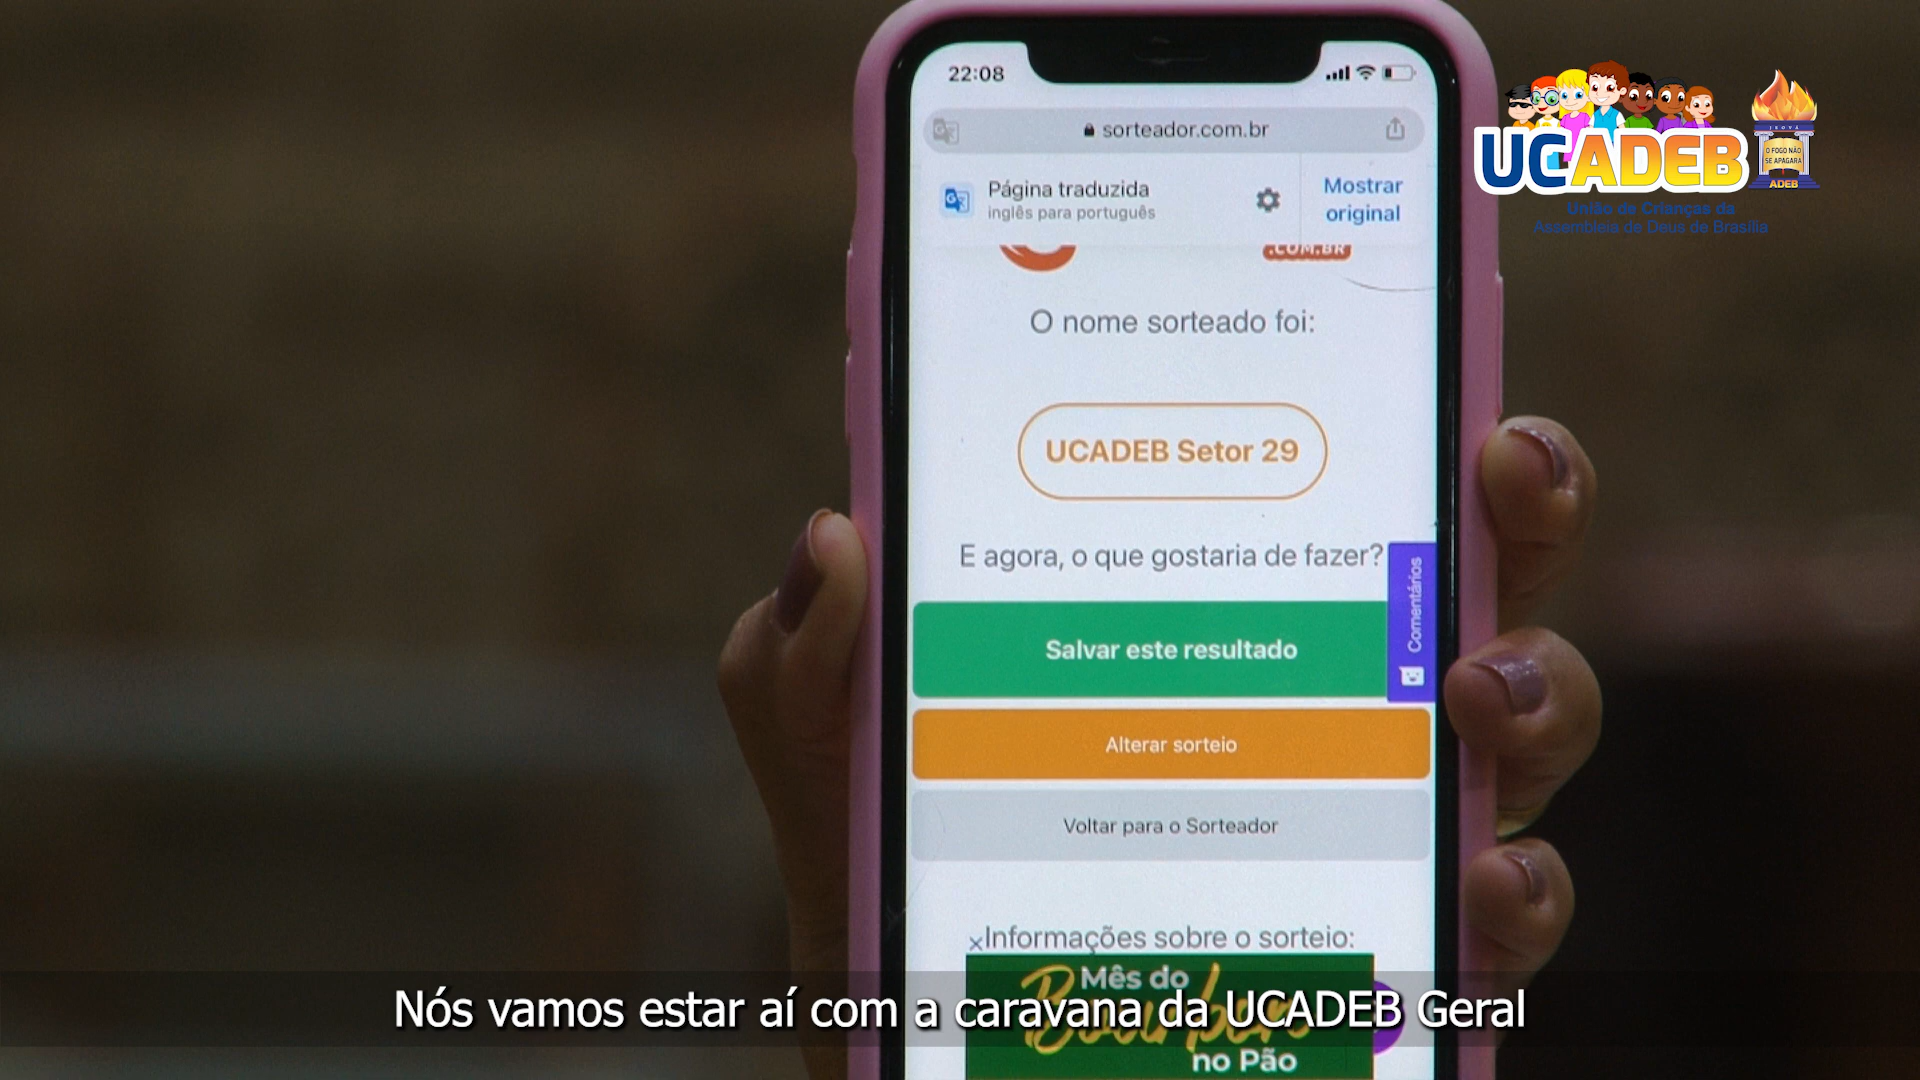 22:08
sorteador.com.br
Página traduzida
inglês para português
Mostrar
original
.COM.BR
O nome sorteado foi:
UCADEB Setor 29
E agora, o que gostaria de fazer?
Comentários
Salvar este resultado
Alterar sorteio
Voltar para o Sorteador
Informações sobre o sorteio:
Mês do
no Pão
UCADEB
União de Crianças da
Assembleia de Deus de Brasília
JEOVÁ
O FOGO NÃO
SE APAGARA
ADEB
Nós vamos estar aí com a caravana da UCADEB Geral